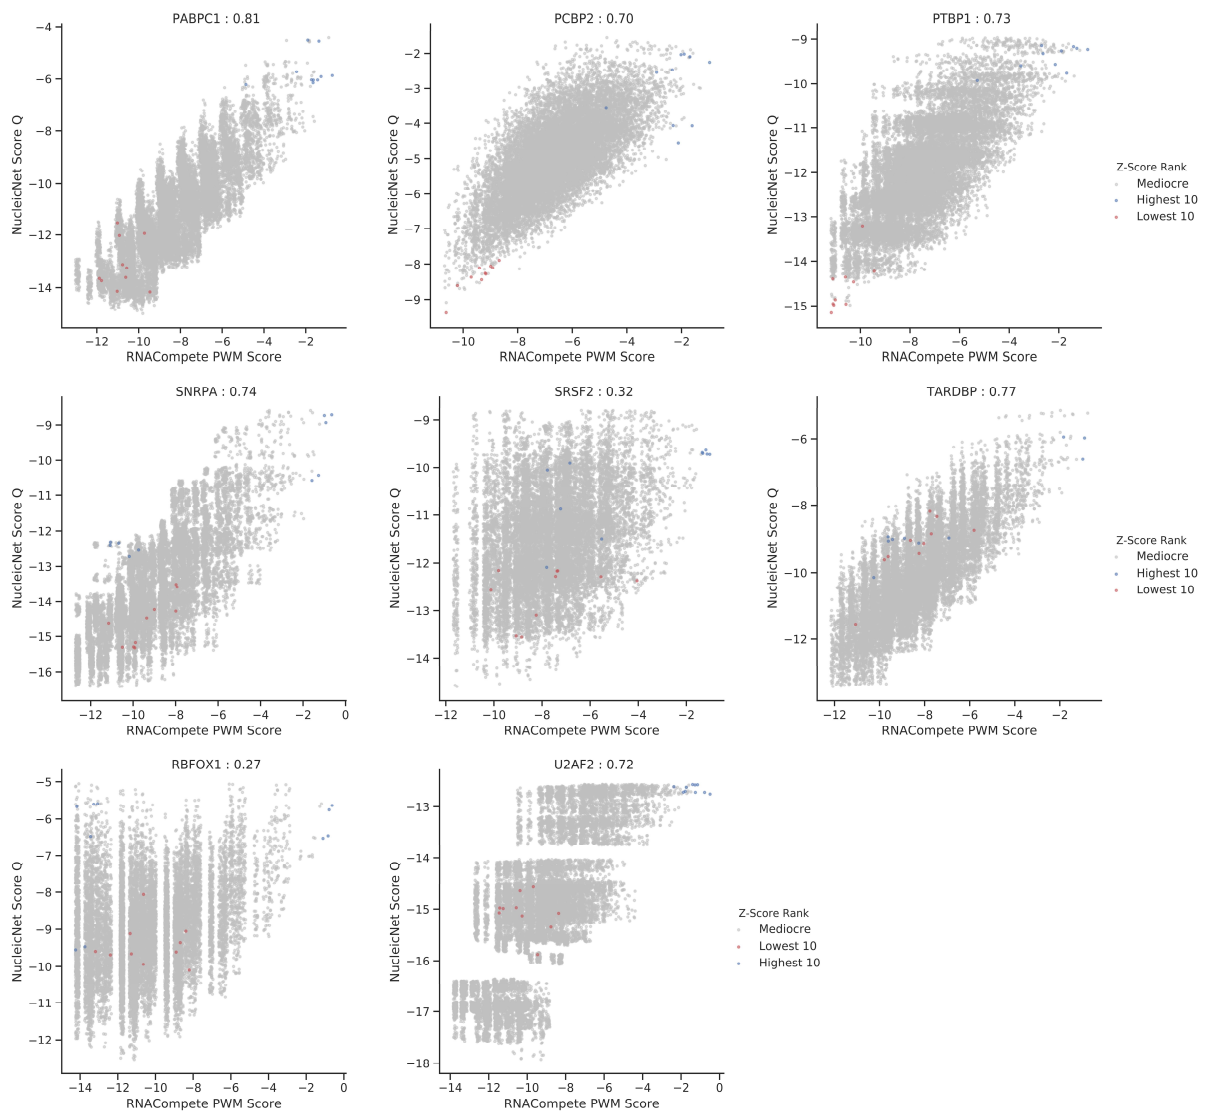 PABPC1 : 0.81
PCBP2 : 0.70
PTBP1 : 0.73
NucleicNet Score Q
−4
−6
−8
−10
−12
−14
−12
−10
−8
−6
−4
−2
RNACompete PWM Score
NucleicNet Score Q
−2
−3
−4
−5
−6
−7
−8
−9
−10
−8
−6
−4
−2
RNACompete PWM Score
NucleicNet Score Q
−9
−10
−11
−12
−13
−14
−15
−10
−8
−6
−4
−2
RNACompete PWM Score
Z-Score Rank
Mediocre
Highest 10
Lowest 10
SNRPA : 0.74
SRSF2 : 0.32
TARDBP : 0.77
NucleicNet Score Q
−9
−10
−11
−12
−13
−14
−15
−16
−12
−10
−8
−6
−4
−2
0
RNACompete PWM Score
NucleicNet Score Q
−9
−10
−11
−12
−13
−14
−12
−10
−8
−6
−4
−2
RNACompete PWM Score
NucleicNet Score Q
−6
−8
−10
−12
−12
−10
−8
−6
−4
−2
RNACompete PWM Score
Z-Score Rank
Mediocre
Highest 10
Lowest 10
RBFOX1 : 0.27
U2AF2 : 0.72
NucleicNet Score Q
−5
−6
−7
−8
−9
−10
−11
−12
−14
−12
−10
−8
−6
−4
−2
0
RNACompete PWM Score
NucleicNet Score Q
−13
−14
−15
−16
−17
−18
−14
−12
−10
−8
−6
−4
−2
0
RNACompete PWM Score
Z-Score Rank
Mediocre
Lowest 10
Highest 10